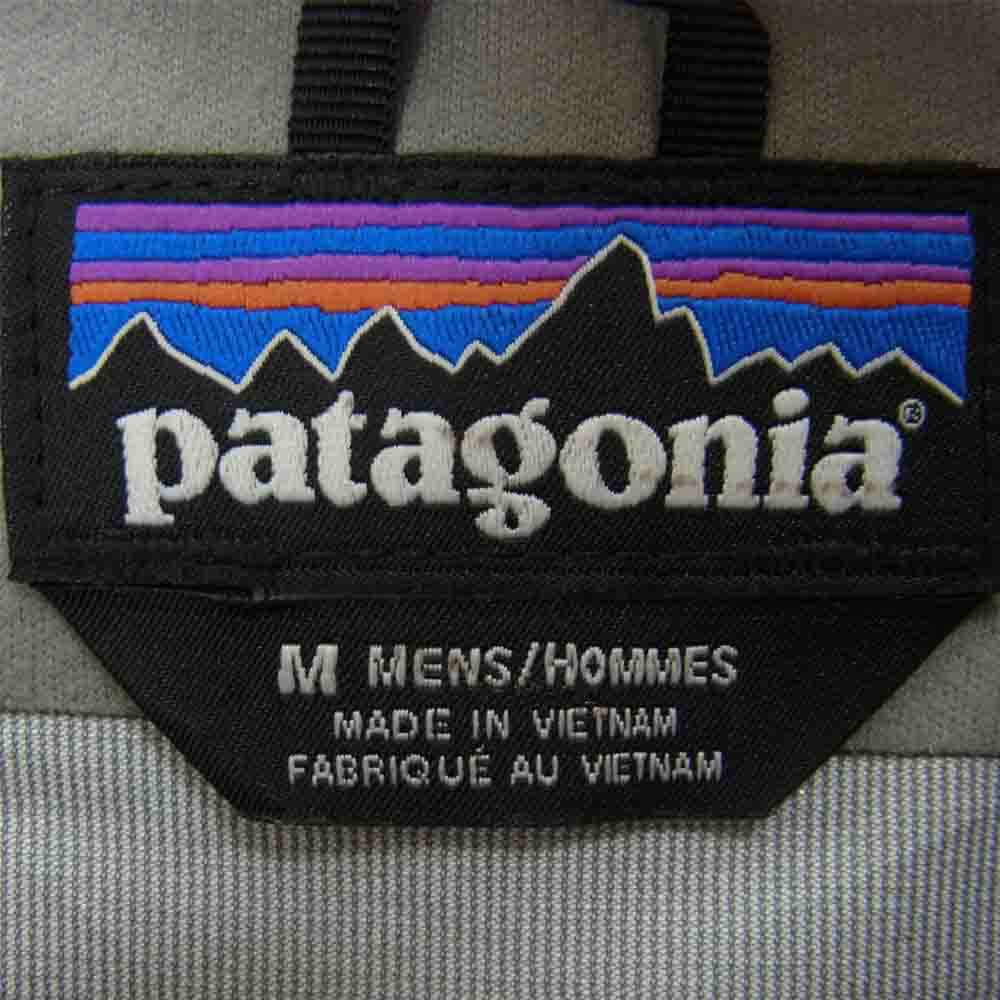 patagonia®
M MENS/HOMMES
MADE IN VIETNAM
FABRIQUÉ AU VIETNAM